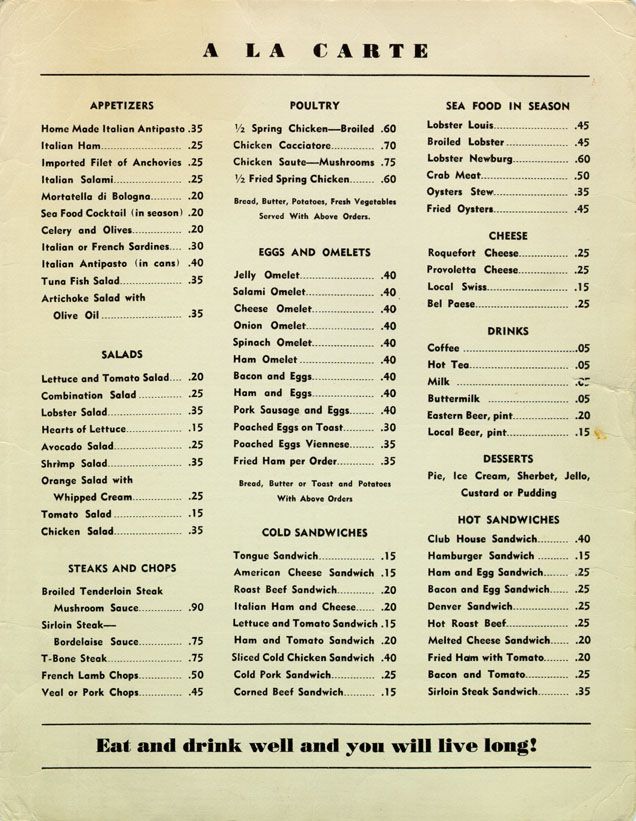 A LA CARTE
APPETIZERS
Home Made Italian Antipasto .35
Italian Ham .25
Imported Filet of Anchovies .25
Italian Salami .25
Mortatella di Bologna .20
Sea Food Cocktail (in season) .20
Celery and Olives .20
Italian or French Sardines .30
Italian Antipasto (in cans) .40
Tuna Fish Salad .35
Artichoke Salad with
Olive Oil .35
SALADS
Lettuce and Tomato Salad .20
Combination Salad .25
Lobster Salad .35
Hearts of Lettuce .15
Avocado Salad .25
Shrimp Salad .35
Orange Salad with
Whipped Cream .25
Tomato Salad .15
Chicken Salad .35
STEAKS AND CHOPS
Broiled Tenderloin Steak
Mushroom Sauce .90
Sirloin Steak—
Bordelaise Sauce .75
T-Bone Steak .75
French Lamb Chops .50
Veal or Pork Chops .45
POULTRY
½ Spring Chicken—Broiled .60
Chicken Cacciatore .70
Chicken Saute—Mushrooms .75
½ Fried Spring Chicken .60
Bread, Butter, Potatoes, Fresh Vegetables
Served With Above Orders.
EGGS AND OMELETS
Jelly Omelet .40
Salami Omelet .40
Cheese Omelet .40
Onion Omelet .40
Spinach Omelet .40
Ham Omelet .40
Bacon and Eggs .40
Ham and Eggs .40
Pork Sausage and Eggs .40
Poached Eggs on Toast .30
Poached Eggs Viennese .35
Fried Ham per Order .35
Bread, Butter or Toast and Potatoes
With Above Orders
COLD SANDWICHES
Tongue Sandwich .15
American Cheese Sandwich .15
Roast Beef Sandwich .20
Italian Ham and Cheese .20
Lettuce and Tomato Sandwich .15
Ham and Tomato Sandwich .20
Sliced Cold Chicken Sandwich .40
Cold Pork Sandwich .25
Corned Beef Sandwich .15
SEA FOOD IN SEASON
Lobster Louis .45
Broiled Lobster .45
Lobster Newburg .60
Crab Meat .50
Oysters Stew .35
Fried Oysters .45
CHEESE
Roquefort Cheese .25
Provoletta Cheese .25
Local Swiss .15
Bel Paese .25
DRINKS
Coffee .05
Hot Tea .05
Milk
Buttermilk .05
Eastern Beer, pint .20
Local Beer, pint .15
DESSERTS
Pie, Ice Cream, Sherbet, Jello,
Custard or Pudding
HOT SANDWICHES
Club House Sandwich .40
Hamburger Sandwich .15
Ham and Egg Sandwich .25
Bacon and Egg Sandwich .25
Denver Sandwich .25
Hot Roast Beef .25
Melted Cheese Sandwich .20
Fried Ham with Tomato .20
Bacon and Tomato .25
Sirloin Steak Sandwich .35
Eat and drink well and you will live long!